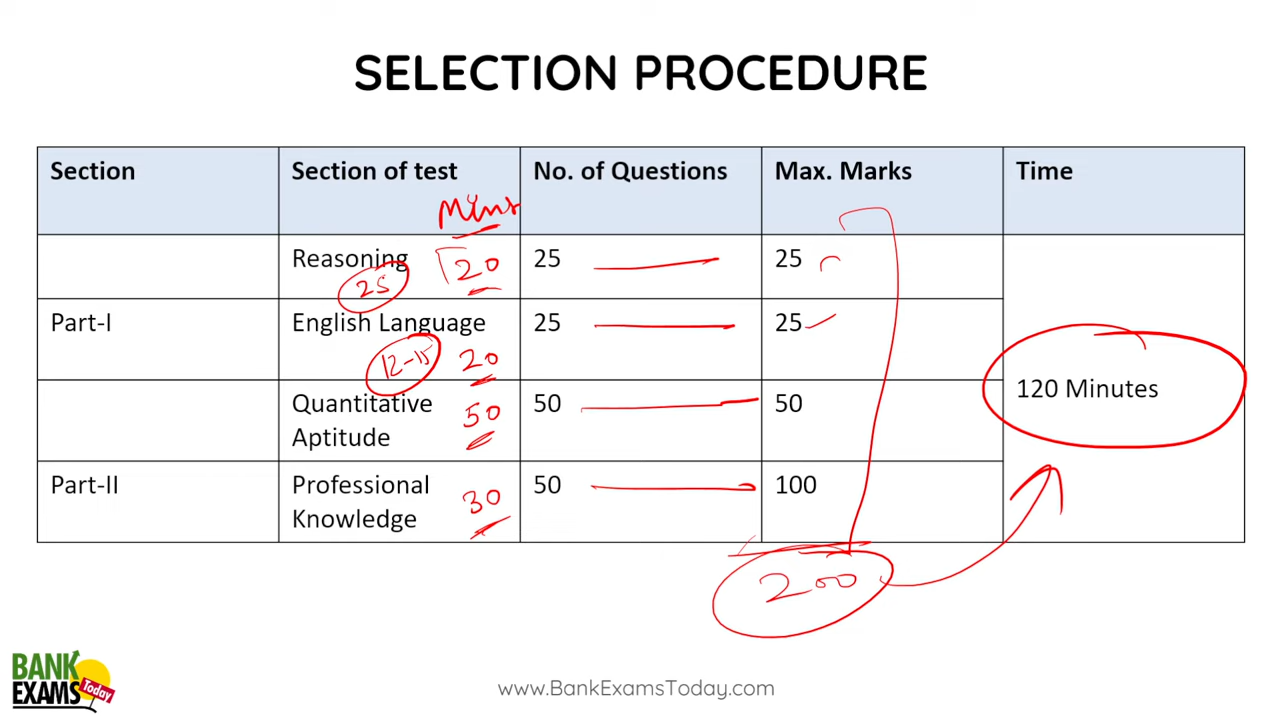 SELECTION PROCEDURE
Section Section of test No. of Questions Max. Marks Time
Mins
Reasoning 20 25 25
25
Part-I English Language 25 25
12-15 20
120 Minutes
Quantitative 50 50 50
Aptitude
Part-II Professional 30 50 100
Knowledge
200
BANK
EXAMS Today
www.BankExamsToday.com